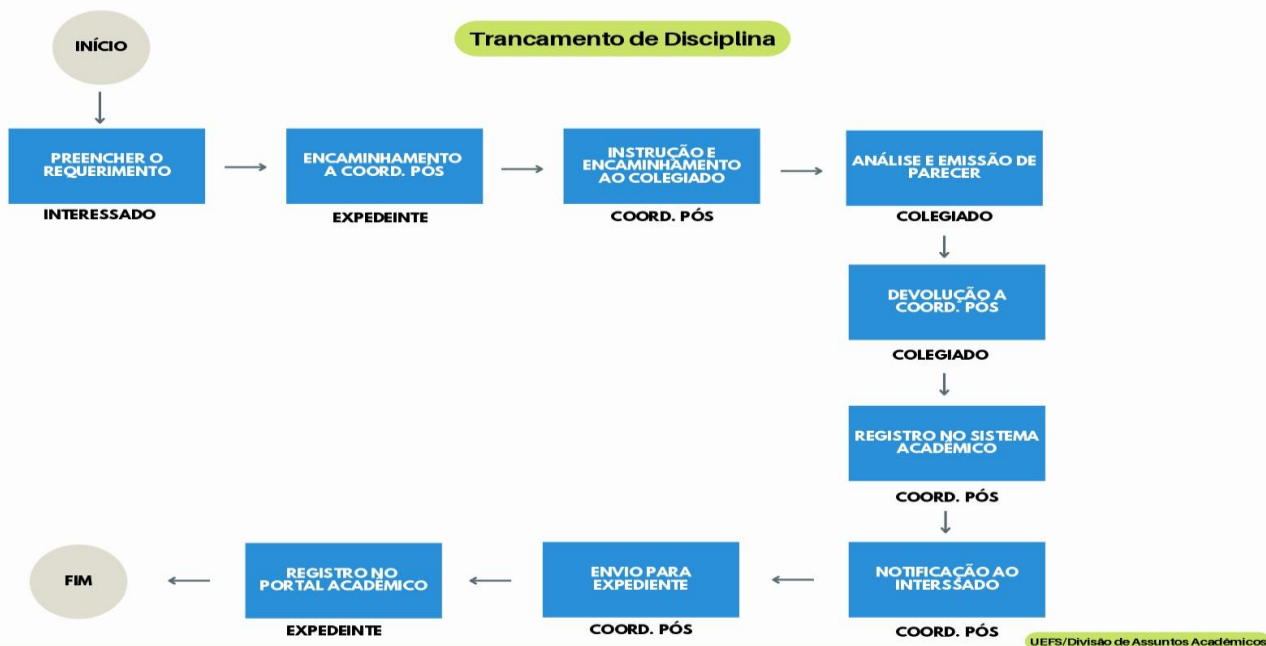 INÍCIO
Trancamento de Disciplina
PREENCHER O
REQUERIMENTO
INTERESSADO
ENCAMINHAMENTO
A COORD. PÓS
EXPEDEINTE
INSTRUÇÃO E
ENCAMINHAMENTO
AO COLEGIADO
COORD. PÓS
ANÁLISE E EMISSÃO DE
PARECER
COLEGIADO
DEVOLUÇÃO A
COORD. PÓS
COLEGIADO
REGISTRO NO SISTEMA
ACADÊMICO
COORD. PÓS
NOTIFICAÇÃO AO
INTERSSADO
COORD. PÓS
ENVIO PARA
EXPEDIENTE
COORD. PÓS
REGISTRO NO
PORTAL ACADÊMICO
EXPEDEINTE
FIM
UEFS/Divisão de Assuntos Acadêmicos